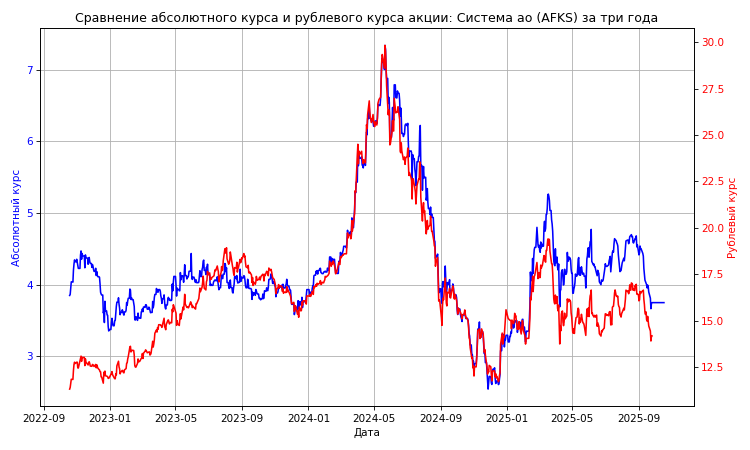 Сравнение абсолютного курса и рублевого курса акции: Система ао (AFKS) за три года
Абсолютный курс
7
6
5
4
3
30.0
27.5
25.0
22.5
20.0
17.5
15.0
12.5
Рублевый курс
2022-09 2023-01 2023-05 2023-09 2024-01 2024-05 2024-09 2025-01 2025-05 2025-09
Дата